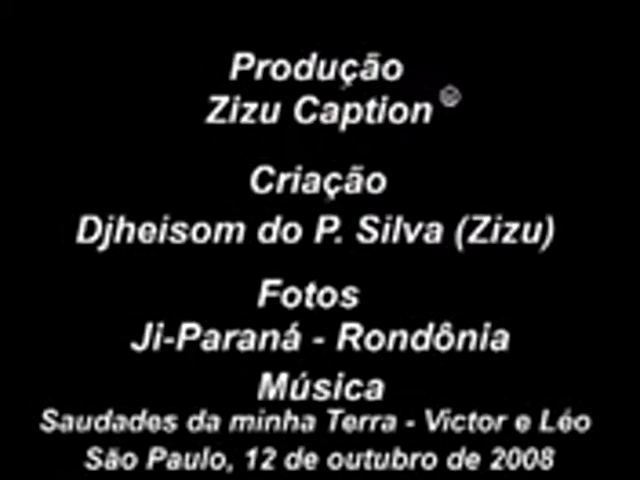 Produção
Zizu Caption ©
Criação
Djheisom do P. Silva (Zizu)
Fotos
Ji-Paraná - Rondônia
Música
Saudades da minha Terra - Victor e Léo
São Paulo, 12 de outubro de 2008